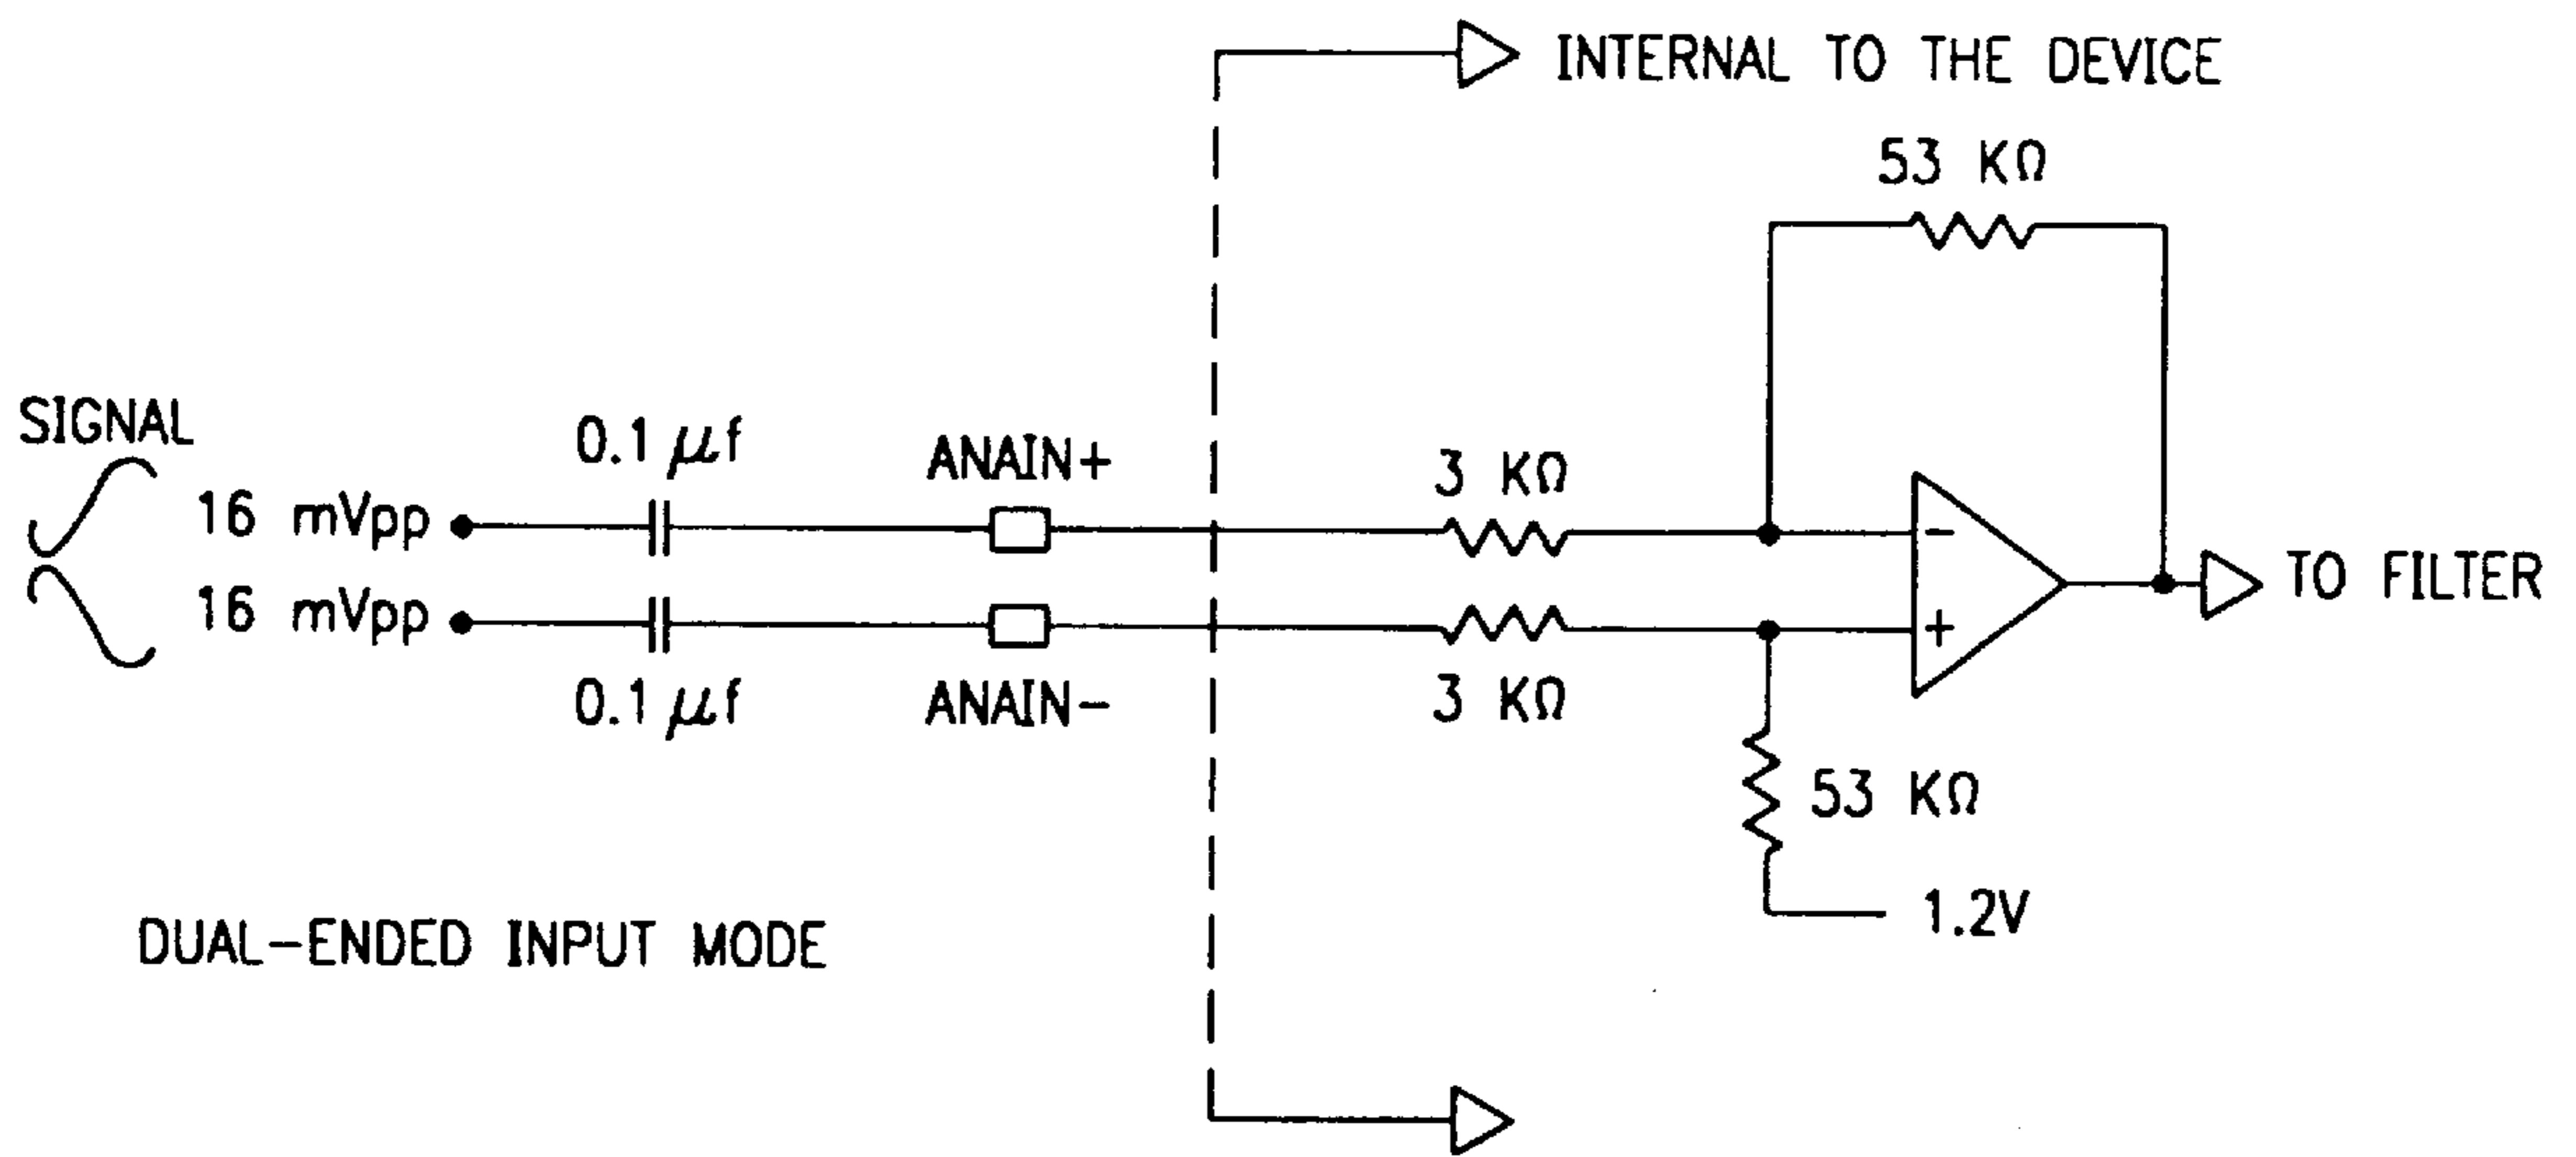 INTERNAL TO THE DEVICE
53 KΩ
SIGNAL
0.1 μf
ANAIN+
3 KΩ
16 mVpp
−
TO FILTER
16 mVpp
+
0.1 μf
ANAIN−
3 KΩ
53 KΩ
1.2V
DUAL-ENDED INPUT MODE